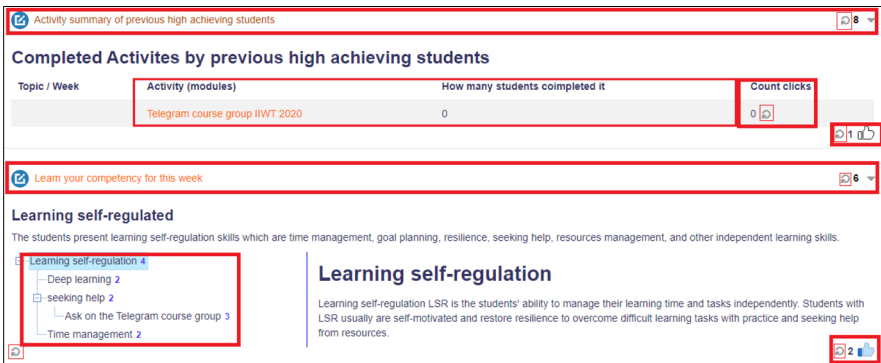 Activity summary of previous high achieving students 8
Completed Activites by previous high achieving students
Topic / Week Activity (modules) How many students coimpleted it Count clicks
Telegram course group IIWT 2020 0 0
1
Learn your competency for this week 6
Learning self-regulated
The students present learning self-regulation skills which are time management, goal planning, resilience, seeking help, resources management, and other independent learning skills.
Learning self-regulation 4
Deep learning 2
seeking help 2
Ask on the Telegram course group 3
Time management 2
Learning self-regulation
Learning self-regulation LSR is the students' ability to manage their learning time and tasks independently. Students with
LSR usually are self-motivated and restore resilience to overcome difficult learning tasks with practice and seeking help
from resources.
2